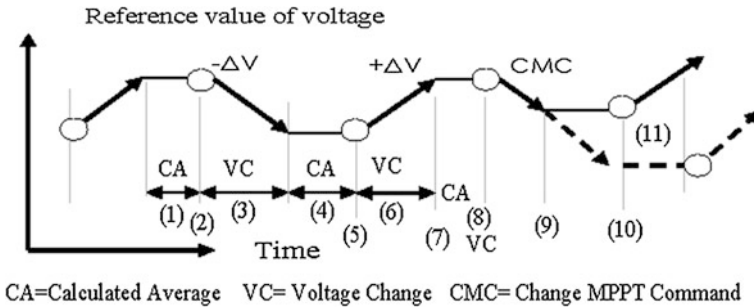 Reference value of voltage
-ΔV
+ΔV
CMC
CA
VC
CA
VC
CA
(1)
(2)
(3)
(4)
(5)
(6)
(7)
(8)
VC
(9)
(10)
(11)
Time
CA=Calculated Average VC= Voltage Change CMC= Change MPPT Command